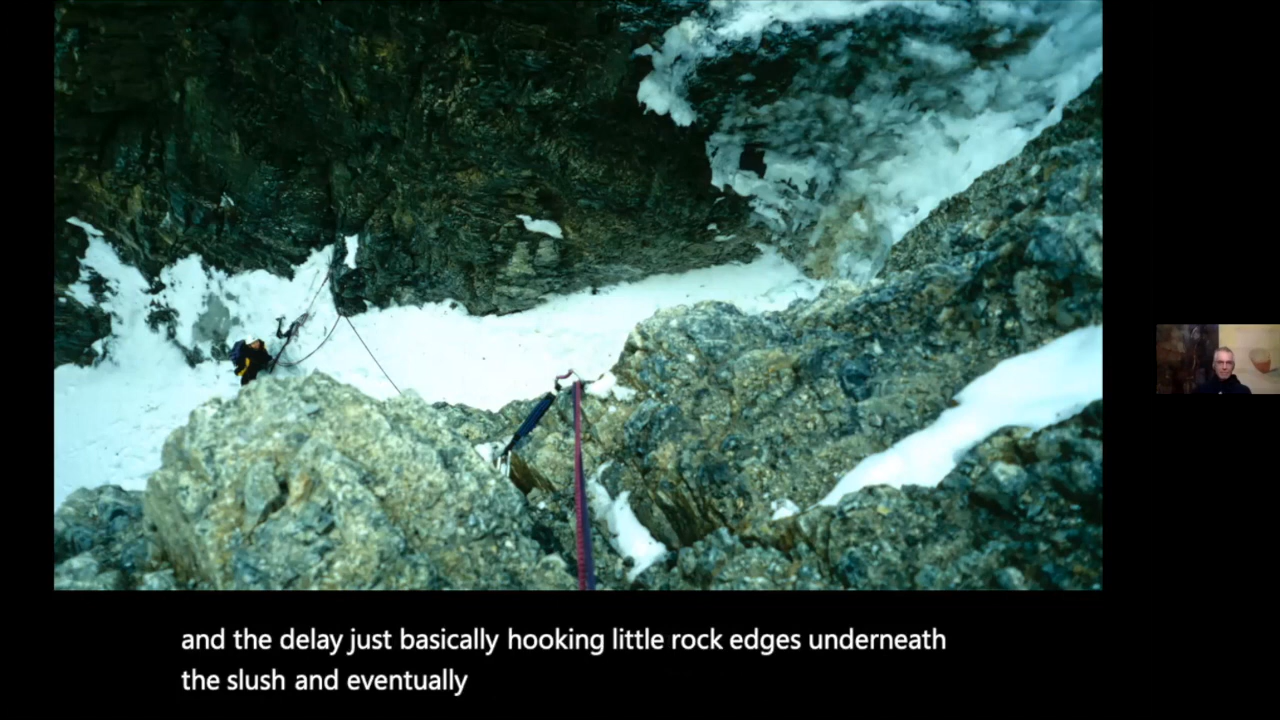 and the delay just basically hooking little rock edges underneath
the slush and eventually